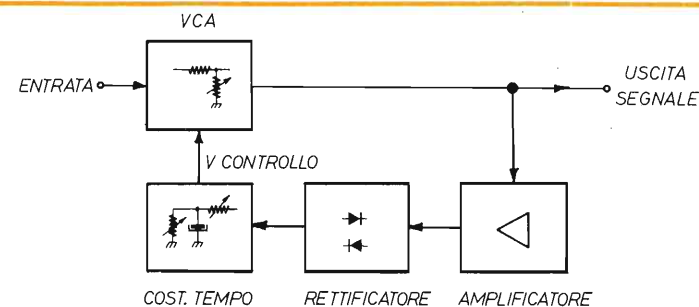 VCA
ENTRATA
USCITA
SEGNALE
V CONTROLLO
COST. TEMPO
RETTIFICATORE
AMPLIFICATORE